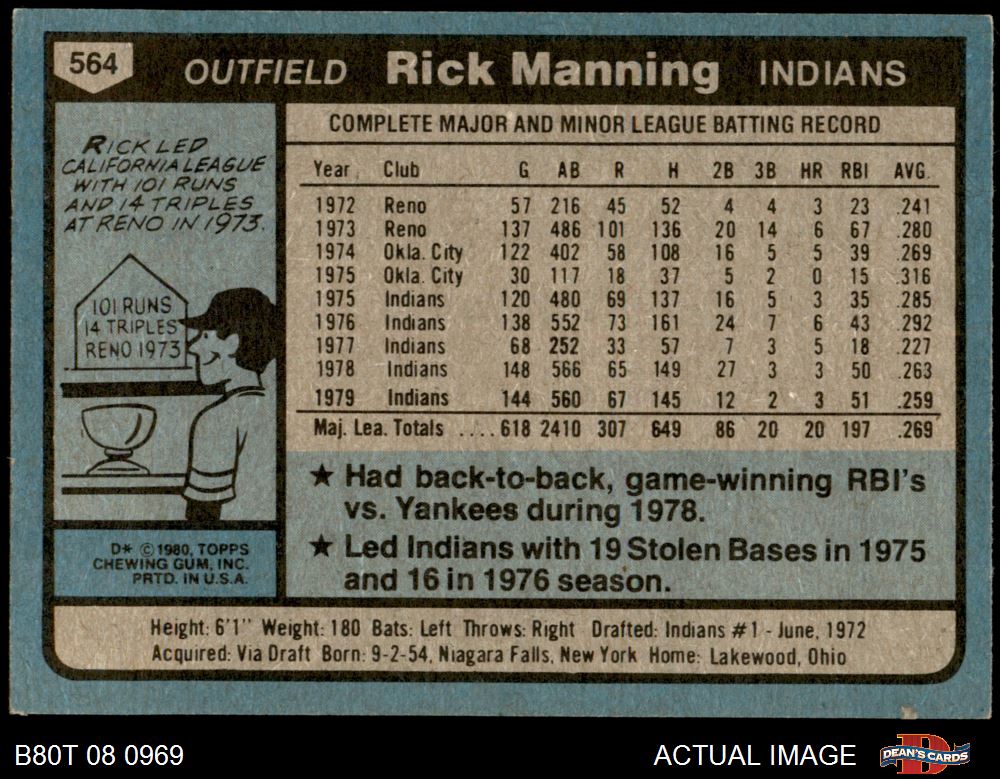 564 OUTFIELD Rick Manning INDIANS
RICK LED
CALIFORNIA LEAGUE
WITH 101 RUNS
AND 14 TRIPLES
AT RENO IN 1973.
101 RUNS
14 TRIPLES
RENO 1973
D* © 1980, TOPPS
CHEWING GUM, INC.
PRTD. IN U.S.A.
COMPLETE MAJOR AND MINOR LEAGUE BATTING RECORD
Year Club G AB R H 2B 3B HR RBI AVG.
1972 Reno 57 216 45 52 4 4 3 23 .241
1973 Reno 137 486 101 136 20 14 6 67 .280
1974 Okla. City 122 402 58 108 16 5 5 39 .269
1975 Okla. City 30 117 18 37 5 2 0 15 .316
1975 Indians 120 480 69 137 16 5 3 35 .285
1976 Indians 138 552 73 161 24 7 6 43 .292
1977 Indians 68 252 33 57 7 3 5 18 .227
1978 Indians 148 566 65 149 27 3 3 50 .263
1979 Indians 144 560 67 145 12 2 3 51 .259
Maj. Lea. Totals .... 618 2410 307 649 86 20 20 197 .269
★ Had back-to-back, game-winning RBI's
vs. Yankees during 1978.
★ Led Indians with 19 Stolen Bases in 1975
and 16 in 1976 season.
Height: 6'1" Weight: 180 Bats: Left Throws: Right Drafted: Indians #1 - June, 1972
Acquired: Via Draft Born: 9-2-54, Niagara Falls, New York Home: Lakewood, Ohio
B80T 08 0969 ACTUAL IMAGE DEAN'S CARDS